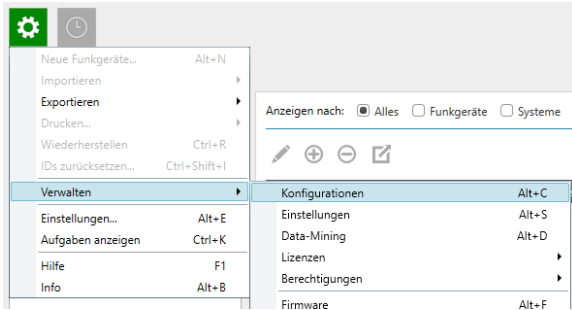 Neue Funkgeräte... Alt+N
Importieren
Exportieren
Drucken...
Wiederherstellen Ctrl+R
IDs zurücksetzen... Ctrl+Shift+I
Verwalten
Einstellungen... Alt+E
Aufgaben anzeigen Ctrl+K
Hilfe F1
Info Alt+B
Anzeigen nach: Alles Funkgeräte Systeme
Konfigurationen Alt+C
Einstellungen Alt+S
Data-Mining Alt+D
Lizenzen
Berechtigungen
Firmware Alt+F